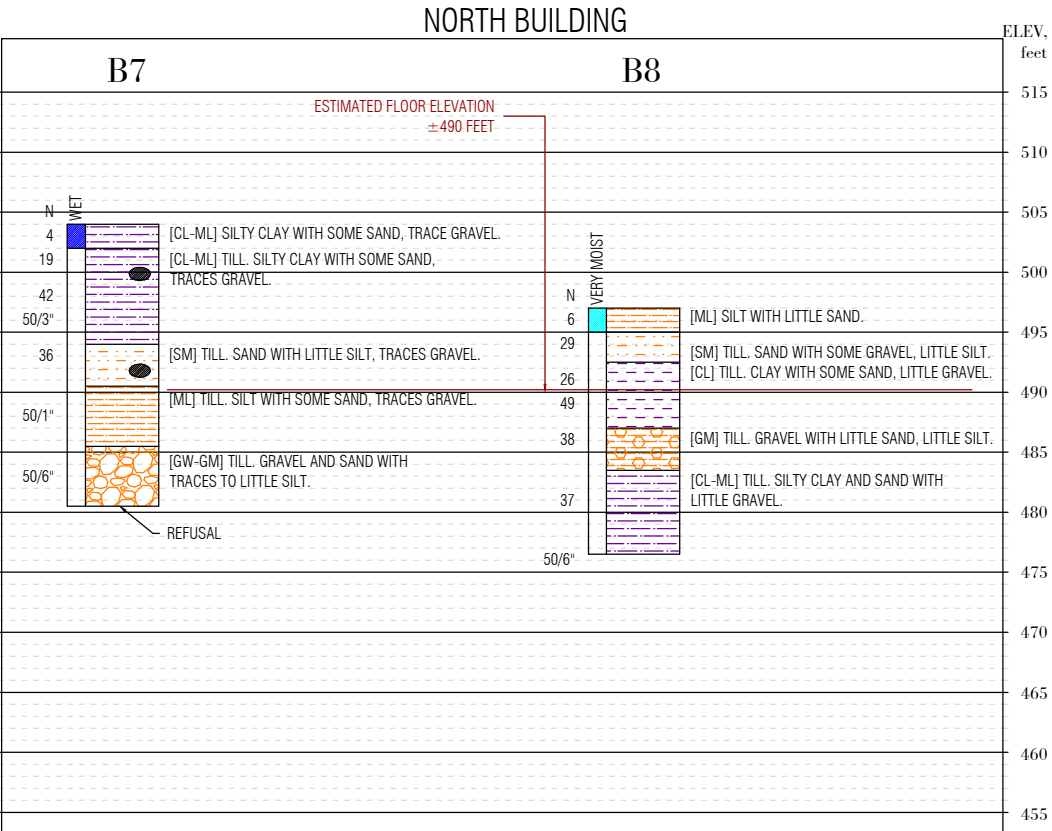 NORTH BUILDING
ELEV,
feet
B7
B8
515
ESTIMATED FLOOR ELEVATION
±490 FEET
510
505
N
WET
4
[CL-ML] SILTY CLAY WITH SOME SAND, TRACE GRAVEL.
19
[CL-ML] TILL. SILTY CLAY WITH SOME SAND,
TRACES GRAVEL.
42
50/3"
36
[SM] TILL. SAND WITH LITTLE SILT, TRACES GRAVEL.
[ML] TILL. SILT WITH SOME SAND, TRACES GRAVEL.
50/1"
[GW-GM] TILL. GRAVEL AND SAND WITH
TRACES TO LITTLE SILT.
50/6"
REFUSAL
VERY MOIST
N
6
[ML] SILT WITH LITTLE SAND.
29
[SM] TILL. SAND WITH SOME GRAVEL, LITTLE SILT.
[CL] TILL. CLAY WITH SOME SAND, LITTLE GRAVEL.
26
49
38
[GM] TILL. GRAVEL WITH LITTLE SAND, LITTLE SILT.
[CL-ML] TILL. SILTY CLAY AND SAND WITH
LITTLE GRAVEL.
37
50/6"
500
495
490
485
480
475
470
465
460
455